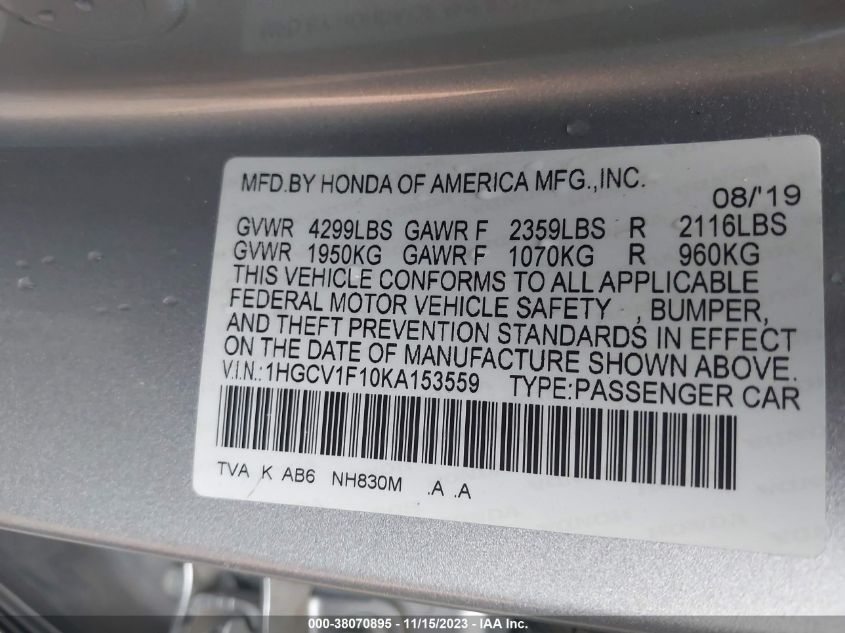 MFD.BY HONDA OF AMERICA MFG.,INC. 08/'19
GVWR 4299LBS GAWR F 2359LBS R 2116LBS
GVWR 1950KG GAWR F 1070KG R 960KG
THIS VEHICLE CONFORMS TO ALL APPLICABLE
FEDERAL MOTOR VEHICLE SAFETY , BUMPER,
AND THEFT PREVENTION STANDARDS IN EFFECT
ON THE DATE OF MANUFACTURE SHOWN ABOVE.
V.I.N.:1HGCV1F10KA153559 TYPE:PASSENGER CAR
TVA K AB6 NH830M .A .A
000-38070895 - 11/15/2023 - IAA Inc.